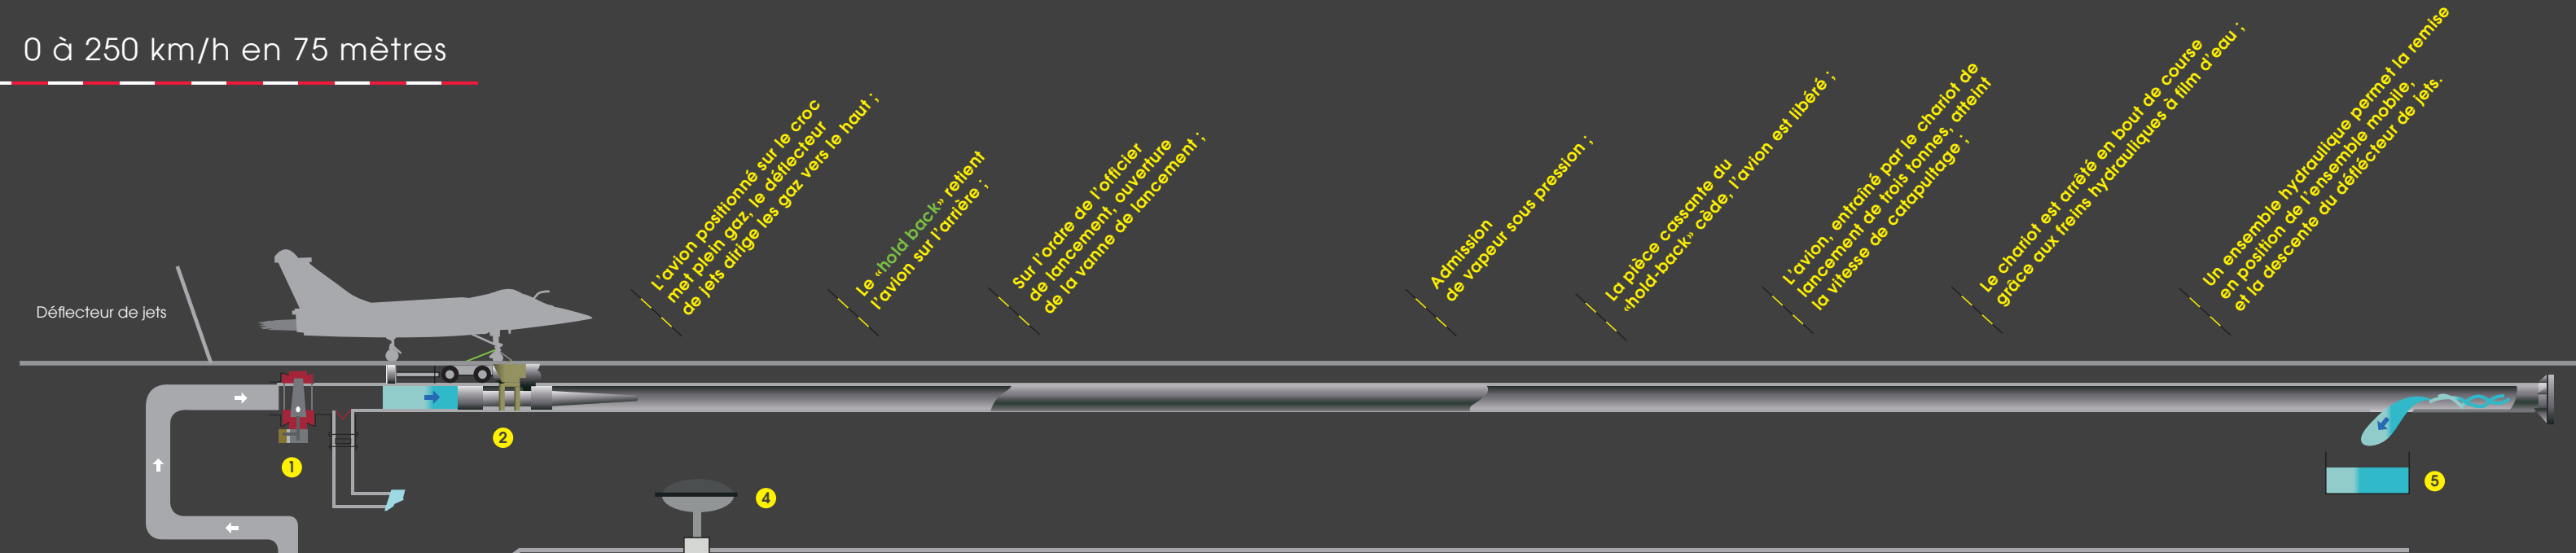 0 à 250 km/h en 75 mètres
Déflecteur de jets
L'avion positionné sur le croc
met plein gaz, le déflecteur
de jets dirige les gaz vers le haut ;
Le «hold back» retient
l'avion sur l'arrière ;
Sur l'ordre de l'officier
de lancement, ouverture
de la vanne de lancement ;
Admission
de vapeur sous pression ;
La pièce cassante du
«hold-back» cède, l'avion est libéré ;
L'avion, entraîné par le chariot de
lancement de trois tonnes, atteint
la vitesse de catapultage ;
Le chariot est arrêté en bout de course
grâce aux freins hydrauliques à film d'eau ;
Un ensemble hydraulique permet la remise
en position de l'ensemble mobile,
et la descente du déflécteur de jets.
1
2
4
5